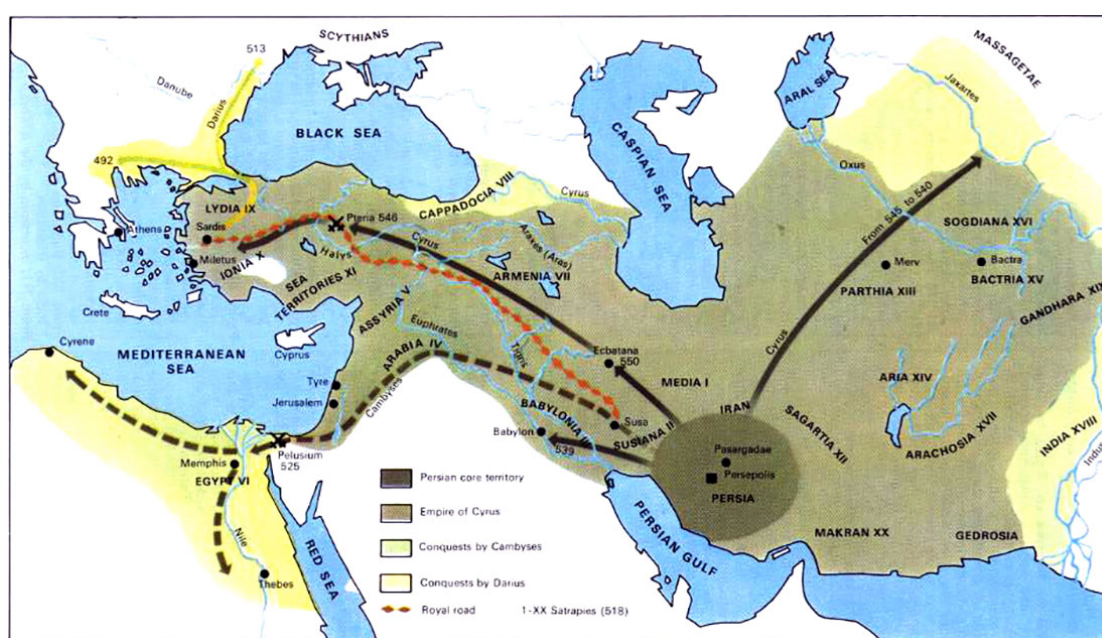 513
SCYTHIANS
MASSAGETAE
Danube
Darius
BLACK SEA
ARAL SEA
Jaxartes
CASPIAN SEA
492
Oxus
LYDIA IX
CAPPADOCIA VIII
Cyrus
From 545 to 540
SOGDIANA XVI
Athens
Sardis
Pteria 546
Araxes (Aras)
Miletus
IONIA X
Halys
Cyrus
ARMENIA VII
Merv
Bactra
BACTRIA XV
SEA
TERRITORIES XI
PARTHIA XIII
GANDHARA XIX
Crete
ASSYRIA V
Euphrates
Tigris
Cyrus
Cyrene
MEDITERRANEAN
SEA
Cyprus
ARABIA IV
Ecbatana
550
MEDIA I
ARIA XIV
Tyre
Jerusalem
Cambyses
BABYLONIA III
IRAN
SAGARTIA XII
Susa
SUSIANA II
ARACHOSIA XVII
INDIA XVIII
Babylon
539
Pelusium
525
Pasargadae
Persepolis
PERSIA
Indus
Memphis
EGYPT VI
Nile
Thebes
RED SEA
PERSIAN GULF
MAKRAN XX
GEDROSIA
Persian core territory
Empire of Cyrus
Conquests by Cambyses
Conquests by Darius
Royal road 1-XX Satrapies (518)